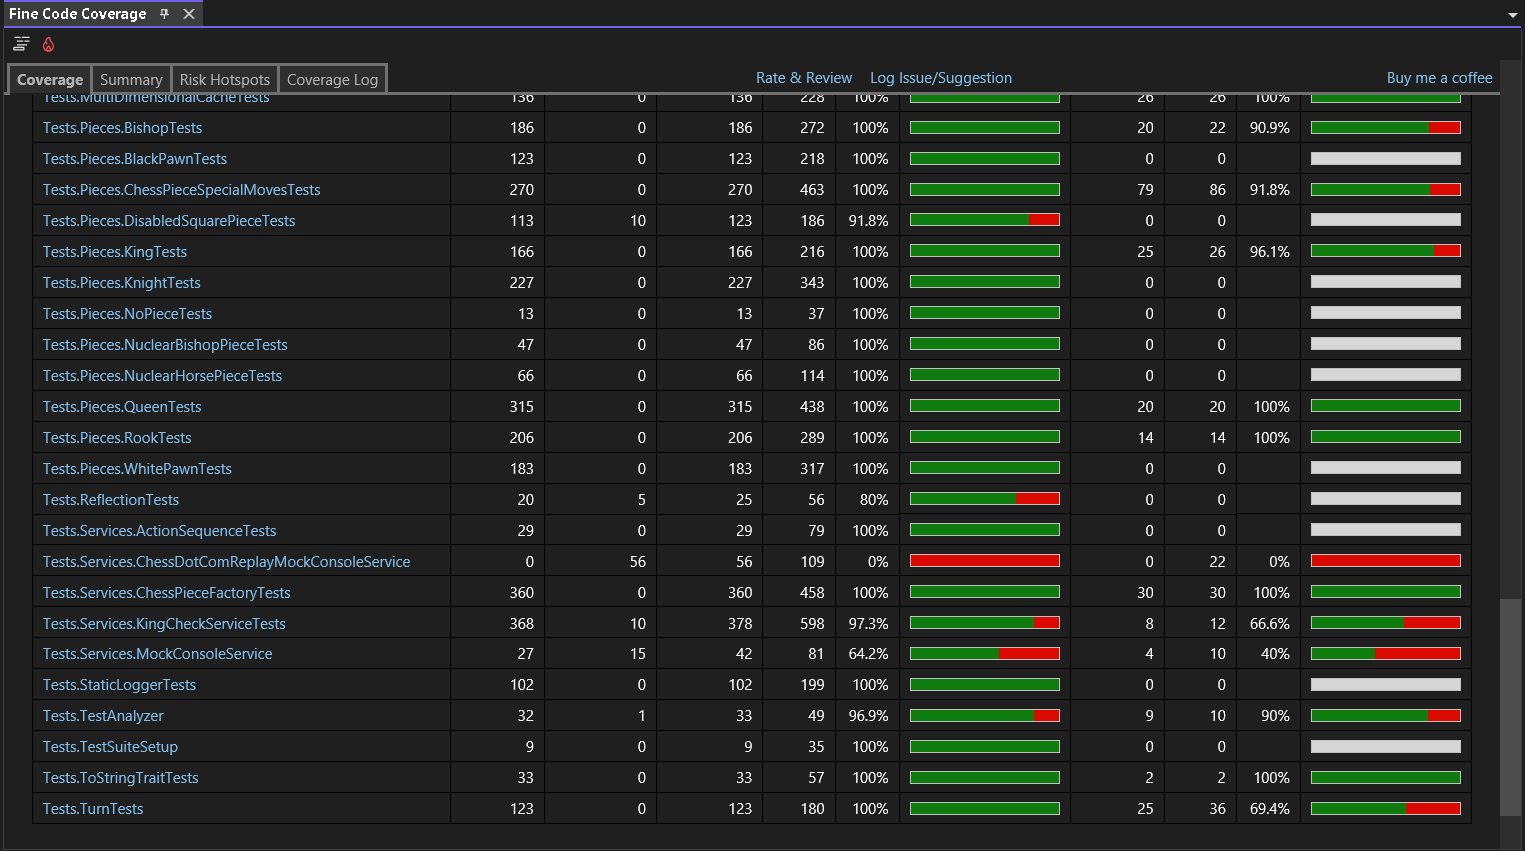 Fine Code Coverage
Coverage Summary Risk Hotspots Coverage Log Rate & Review Log Issue/Suggestion Buy me a coffee
Tests.MultiDimensionalCacheTests 136 0 136 228 100% 26 26 100%
Tests.Pieces.BishopTests 186 0 186 272 100% 20 22 90.9%
Tests.Pieces.BlackPawnTests 123 0 123 218 100% 0 0
Tests.Pieces.ChessPieceSpecialMovesTests 270 0 270 463 100% 79 86 91.8%
Tests.Pieces.DisabledSquarePieceTests 113 10 123 186 91.8% 0 0
Tests.Pieces.KingTests 166 0 166 216 100% 25 26 96.1%
Tests.Pieces.KnightTests 227 0 227 343 100% 0 0
Tests.Pieces.NoPieceTests 13 0 13 37 100% 0 0
Tests.Pieces.NuclearBishopPieceTests 47 0 47 86 100% 0 0
Tests.Pieces.NuclearHorsePieceTests 66 0 66 114 100% 0 0
Tests.Pieces.QueenTests 315 0 315 438 100% 20 20 100%
Tests.Pieces.RookTests 206 0 206 289 100% 14 14 100%
Tests.Pieces.WhitePawnTests 183 0 183 317 100% 0 0
Tests.ReflectionTests 20 5 25 56 80% 0 0
Tests.Services.ActionSequenceTests 29 0 29 79 100% 0 0
Tests.Services.ChessDotComReplayMockConsoleService 0 56 56 109 0% 0 22 0%
Tests.Services.ChessPieceFactoryTests 360 0 360 458 100% 30 30 100%
Tests.Services.KingCheckServiceTests 368 10 378 598 97.3% 8 12 66.6%
Tests.Services.MockConsoleService 27 15 42 81 64.2% 4 10 40%
Tests.StaticLoggerTests 102 0 102 199 100% 0 0
Tests.TestAnalyzer 32 1 33 49 96.9% 9 10 90%
Tests.TestSuiteSetup 9 0 9 35 100% 0 0
Tests.ToStringTraitTests 33 0 33 57 100% 2 2 100%
Tests.TurnTests 123 0 123 180 100% 25 36 69.4%